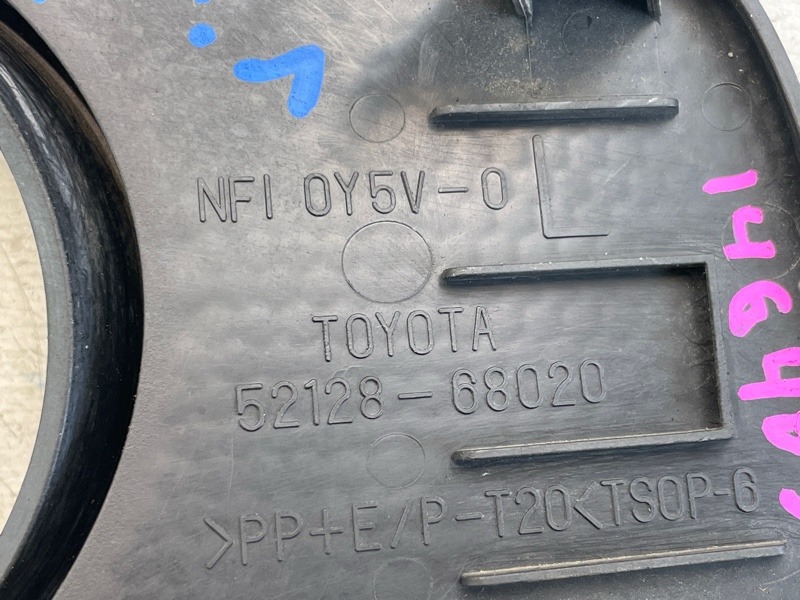 NFI 0Y5V-0 L
TOYOTA
52128-68020
>PP+E/P-T20<TSOP-6